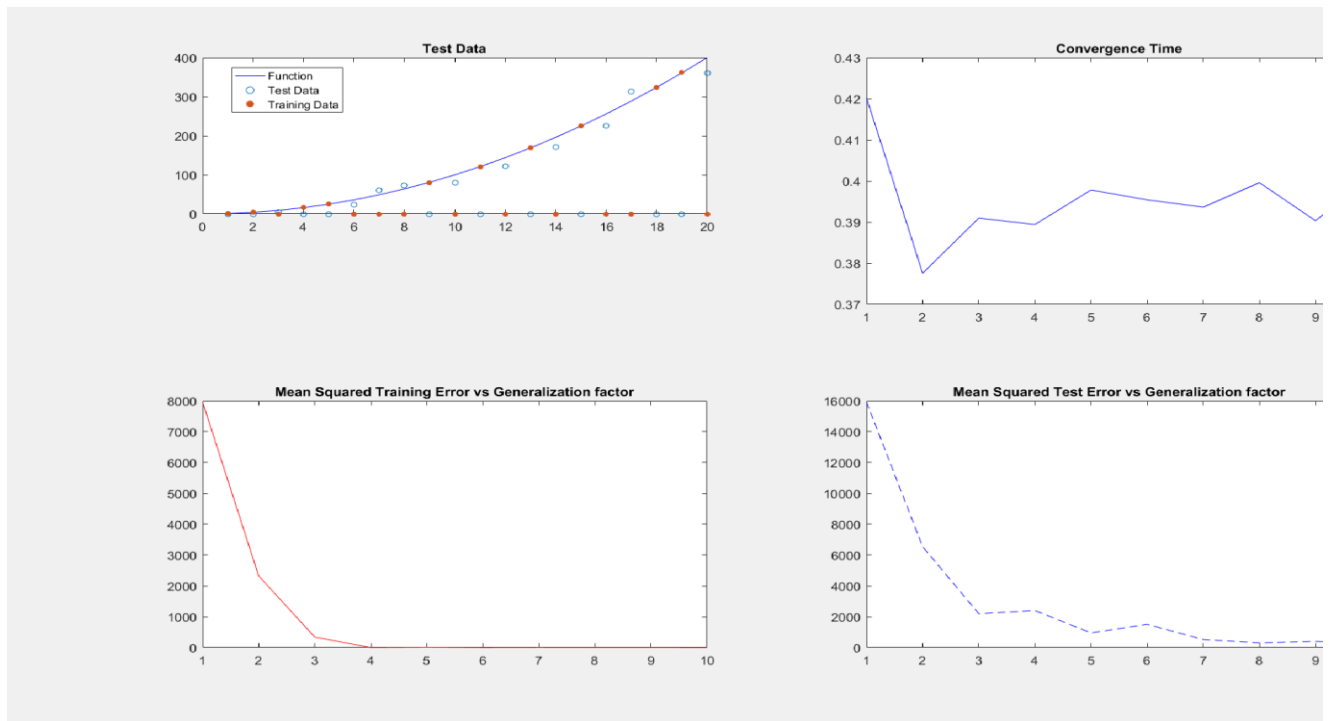 Test Data
400
300
200
100
0
Function
Test Data
Training Data
0 2 4 6 8 10 12 14 16 18 20
Convergence Time
0.43
0.42
0.41
0.4
0.39
0.38
0.37
1 2 3 4 5 6 7 8 9
Mean Squared Training Error vs Generalization factor
8000
7000
6000
5000
4000
3000
2000
1000
0
1 2 3 4 5 6 7 8 9 10
Mean Squared Test Error vs Generalization factor
16000
14000
12000
10000
8000
6000
4000
2000
0
1 2 3 4 5 6 7 8 9